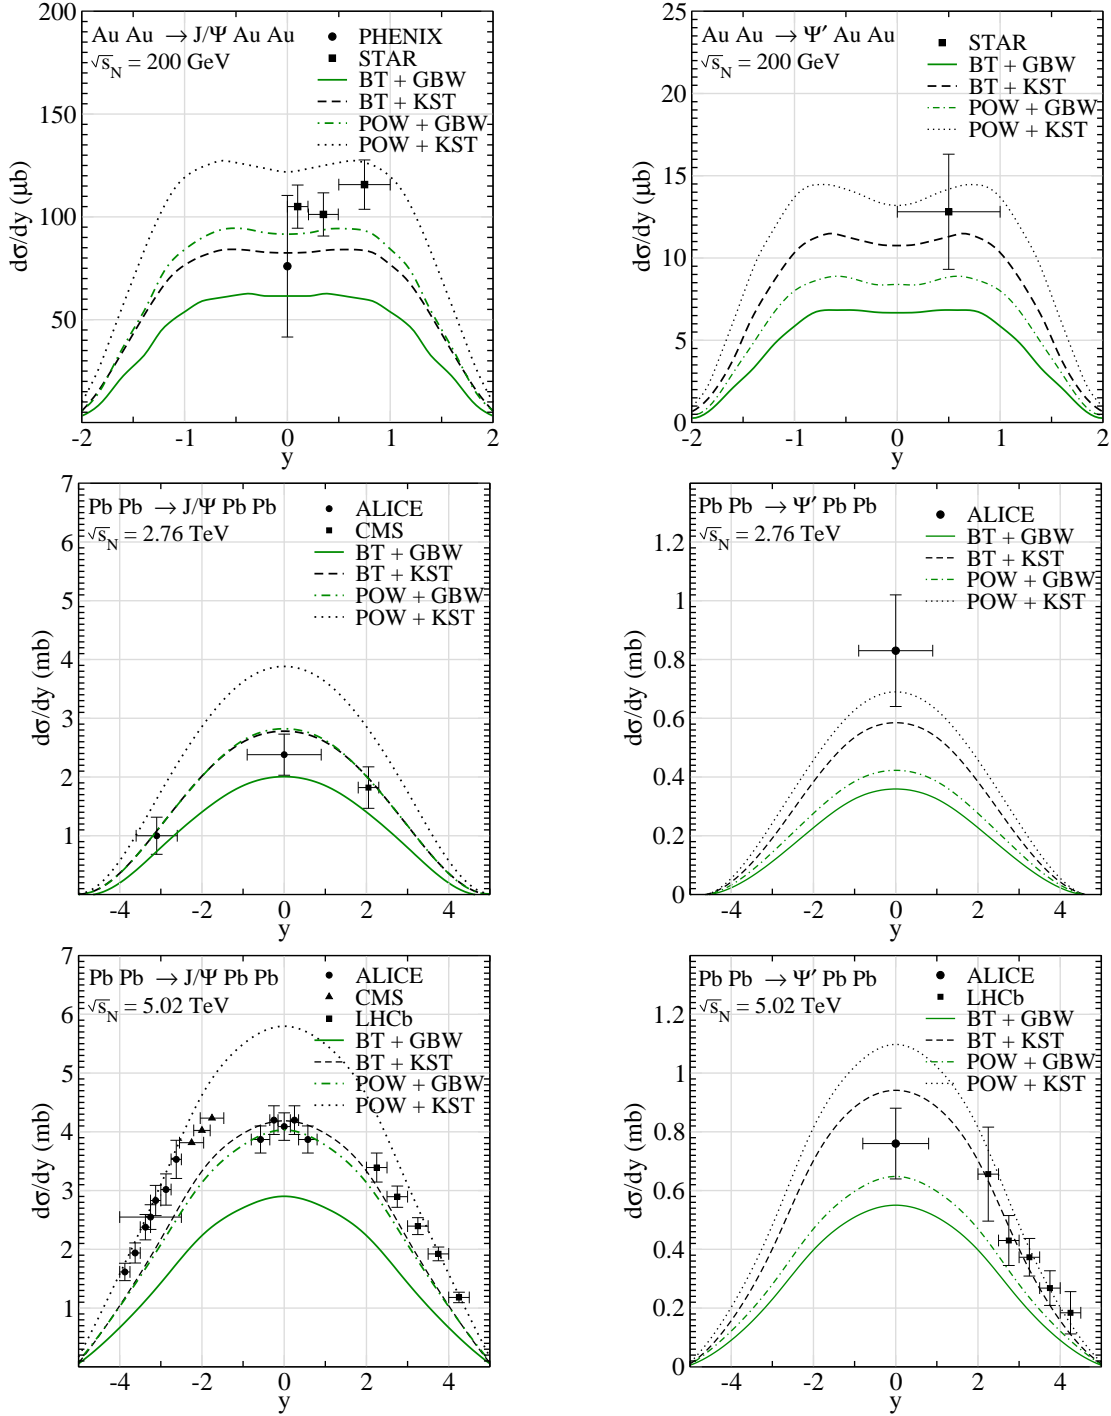 Au Au → J/Ψ Au Au
√s_N = 200 GeV
PHENIX
STAR
BT + GBW
BT + KST
POW + GBW
POW + KST
200
150
100
50
dσ/dy (μb)
-2 -1 0 1 2
y
Au Au → Ψ′ Au Au
√s_N = 200 GeV
STAR
BT + GBW
BT + KST
POW + GBW
POW + KST
25
20
15
10
5
0
dσ/dy (μb)
-2 -1 0 1 2
y
Pb Pb → J/Ψ Pb Pb
√s_N = 2.76 TeV
ALICE
CMS
BT + GBW
BT + KST
POW + GBW
POW + KST
7
6
5
4
3
2
1
dσ/dy (mb)
-4 -2 0 2 4
y
Pb Pb → Ψ′ Pb Pb
√s_N = 2.76 TeV
ALICE
BT + GBW
BT + KST
POW + GBW
POW + KST
1.2
1
0.8
0.6
0.4
0.2
0
dσ/dy (mb)
-4 -2 0 2 4
y
Pb Pb → J/Ψ Pb Pb
√s_N = 5.02 TeV
ALICE
CMS
LHCb
BT + GBW
BT + KST
POW + GBW
POW + KST
7
6
5
4
3
2
1
dσ/dy (mb)
-4 -2 0 2 4
y
Pb Pb → Ψ′ Pb Pb
√s_N = 5.02 TeV
ALICE
LHCb
BT + GBW
BT + KST
POW + GBW
POW + KST
1.2
1
0.8
0.6
0.4
0.2
0
dσ/dy (mb)
-4 -2 0 2 4
y